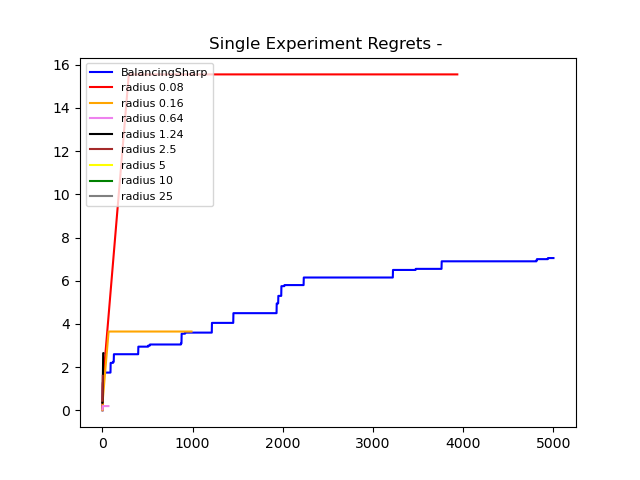 Single Experiment Regrets -
16
14
12
10
8
6
4
2
0
BalancingSharp
radius 0.08
radius 0.16
radius 0.64
radius 1.24
radius 2.5
radius 5
radius 10
radius 25
0 1000 2000 3000 4000 5000